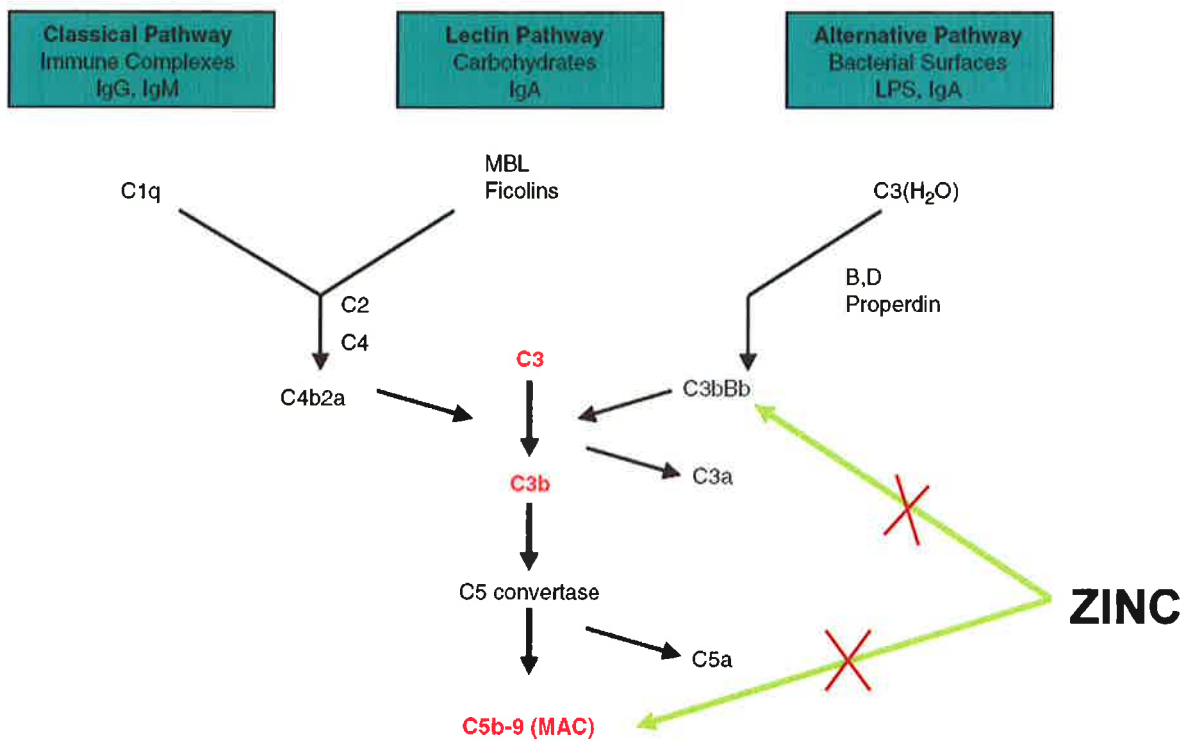 Classical Pathway
Immune Complexes
IgG, IgM
Lectin Pathway
Carbohydrates
IgA
Alternative Pathway
Bacterial Surfaces
LPS, IgA
C1q
MBL
Ficolins
C3(H₂O)
C2
C4
B,D
Properdin
C4b2a
C3
C3bBb
C3b
C3a
C5 convertase
ZINC
C5a
C5b-9 (MAC)